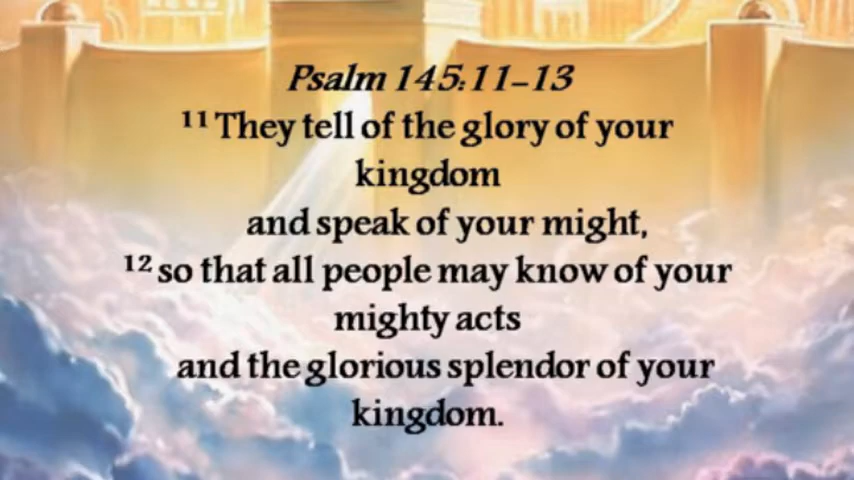 Psalm 145:11–13
¹¹ They tell of the glory of your
kingdom
and speak of your might,
¹² so that all people may know of your
mighty acts
and the glorious splendor of your
kingdom.